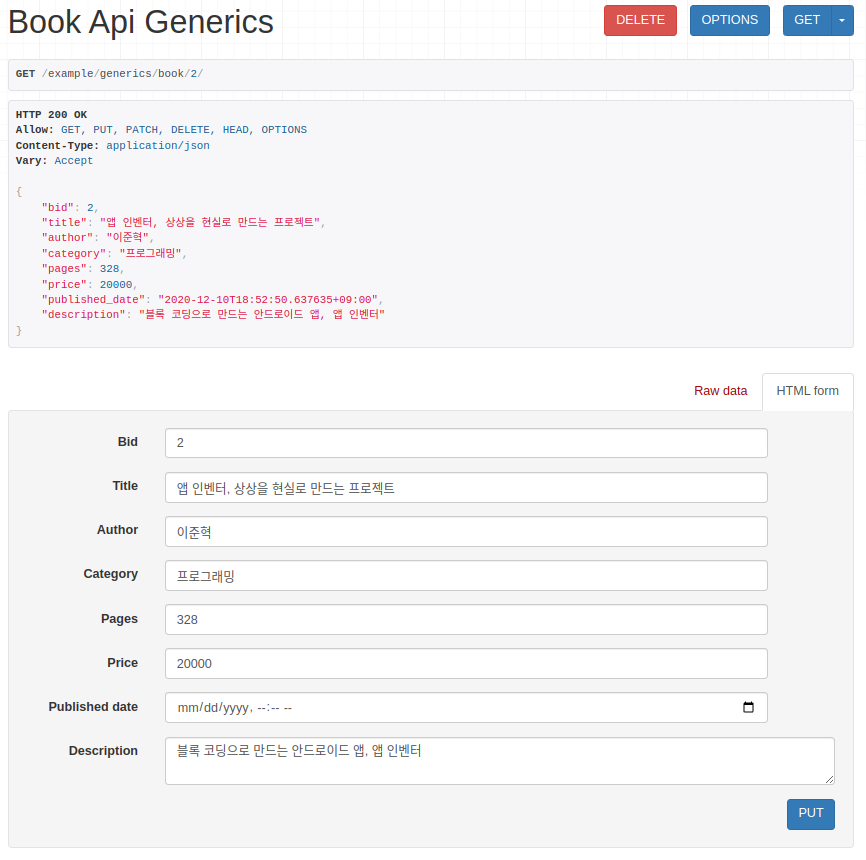 Book Api Generics
DELETE
OPTIONS
GET
GET /example/generics/book/2/
HTTP 200 OK
Allow: GET, PUT, PATCH, DELETE, HEAD, OPTIONS
Content-Type: application/json
Vary: Accept
{
"bid": 2,
"title": "앱 인벤터, 상상을 현실로 만드는 프로젝트",
"author": "이준혁",
"category": "프로그래밍",
"pages": 328,
"price": 20000,
"published_date": "2020-12-10T18:52:50.637635+09:00",
"description": "블록 코딩으로 만드는 안드로이드 앱, 앱 인벤터"
}
Raw data
HTML form
Bid
2
Title
앱 인벤터, 상상을 현실로 만드는 프로젝트
Author
이준혁
Category
프로그래밍
Pages
328
Price
20000
Published date
mm/dd/yyyy, --:-- --
Description
블록 코딩으로 만드는 안드로이드 앱, 앱 인벤터
PUT